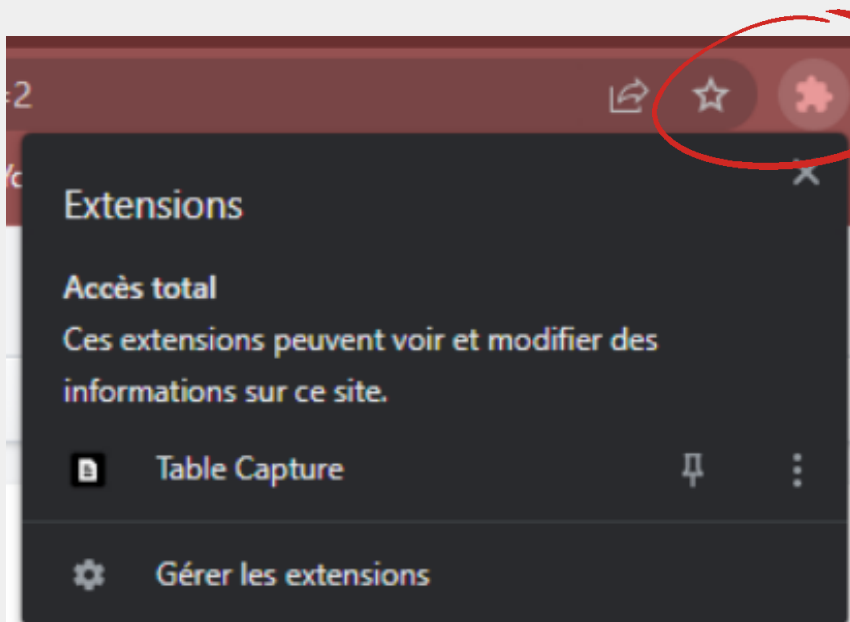 =2
Extensions
Accès total
Ces extensions peuvent voir et modifier des
informations sur ce site.
Table Capture
Gérer les extensions